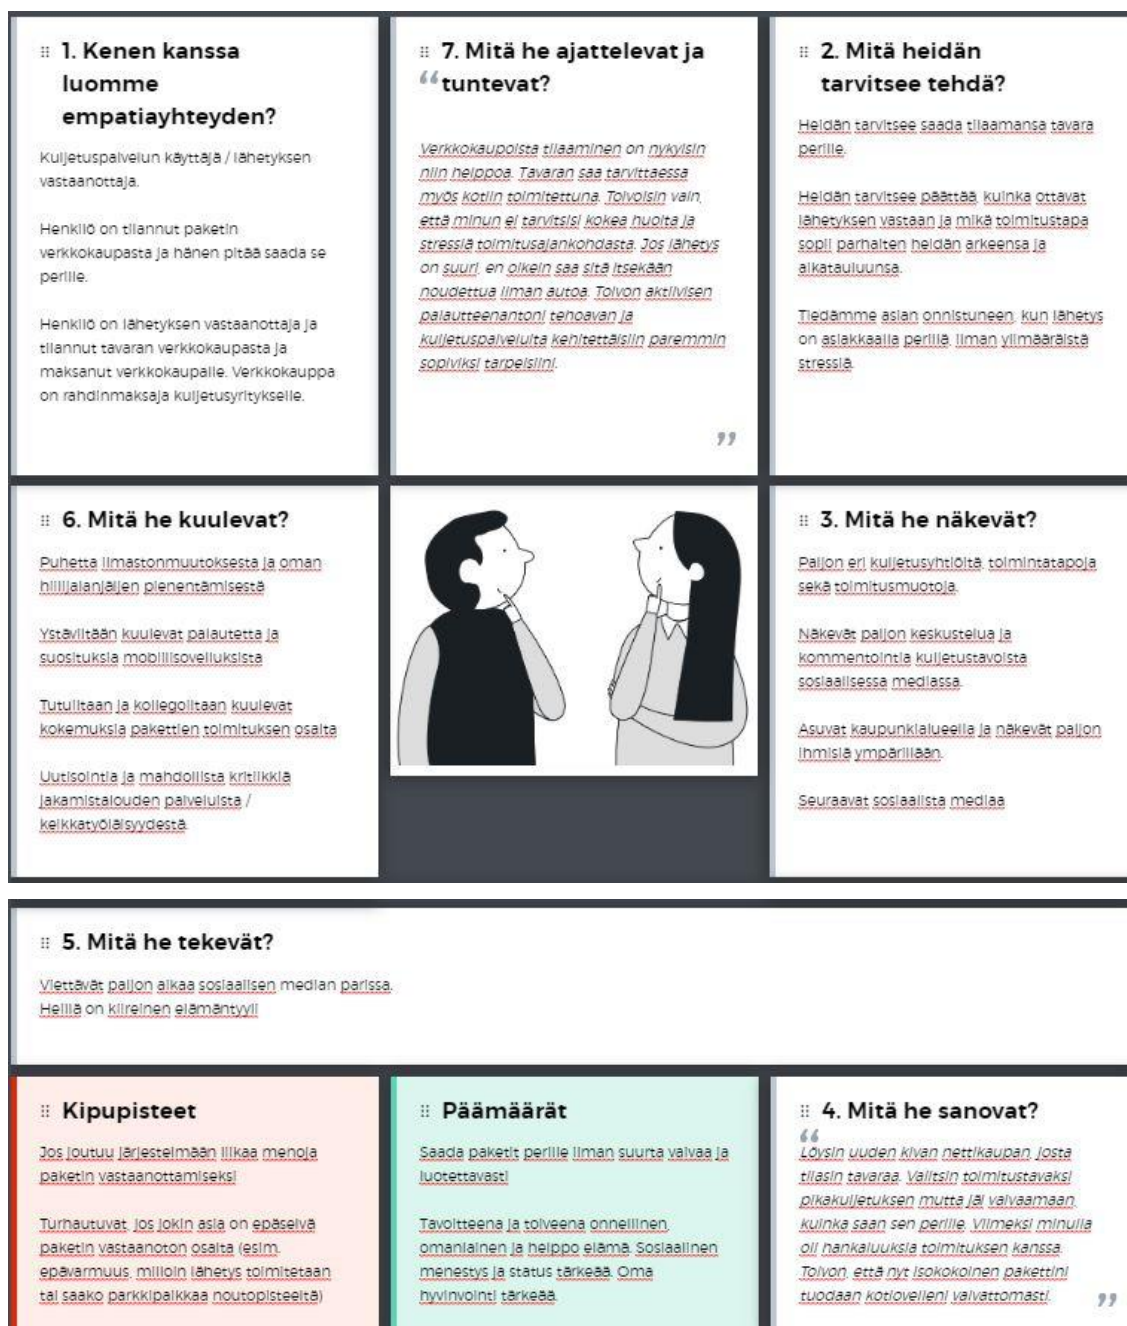 1. Kenen kanssa
luomme
empatiayhteyden?
Kuljetuspalvelun käyttäjä / lähetyksen
vastaanottaja.
Henkilö on tilannut paketin
verkkokaupasta ja hänen pitää saada se
perille.
Henkilö on lähetyksen vastaanottaja ja
tilannut tavaran verkkokaupasta ja
maksanut verkkokaupalle. Verkkokauppa
on rahdinmaksaja kuljetusyritykselle.
7. Mitä he ajattelevat ja
“tuntevat?
Verkkokaupoista tilaaminen on nykyisin
niin helppoa. Tavaran saa tarvittaessa
myös kotiin toimitettuna. Toivoisin vain,
että minun ei tarvitsisi kokea huolta ja
stressiä toimitusajankohdasta. Jos lähetys
on suuri, en oikein saa sitä itsekään
noudettua ilman autoa. Toivon aktiivisen
palautteenantoni tehoavan ja
kuljetuspalveluita kehitettäisiin paremmin
sopiviksi tarpeisiini.
”
2. Mitä heidän
tarvitsee tehdä?
Heidän tarvitsee saada tilaamansa tavara
perille.
Heidän tarvitsee päättää, kuinka ottavat
lähetyksen vastaan ja mikä toimitustapa
sopii parhaiten heidän arkeensa ja
aikatauluunsa.
Tiedämme asian onnistuneen, kun lähetys
on asiakkaalla perillä, ilman ylimääräistä
stressiä.
6. Mitä he kuulevat?
Puhetta ilmastonmuutoksesta ja oman
hiilijalanjäljen pienentämisestä
Ystäviltään kuulevat palautetta ja
suosituksia mobiilisovelluksista
Tutuiltaan ja kollegoiltaan kuulevat
kokemuksia pakettien toimituksen osalta
Uutisointia ja mahdollista kritiikkiä
jakamistalouden palveluista /
keikkatyöläisyydestä.
3. Mitä he näkevät?
Paljon eri kuljetusyhtiöitä, toimintatapoja
sekä toimitusmuotoja.
Näkevät paljon keskustelua ja
kommentointia kuljetustavoista
sosiaalisessa mediassa.
Asuvat kaupunkialueella ja näkevät paljon
ihmisiä ympärillään.
Seuraavat sosiaalista mediaa
5. Mitä he tekevät?
Viettävät paljon aikaa sosiaalisen median parissa.
Heillä on kiireinen elämäntyyli
Kipupisteet
Jos joutuu järjestelmään liikaa menoja
paketin vastaanottamiseksi
Turhautuvat, jos jokin asia on epäselvä
paketin vastaanoton osalta (esim.
epävarmuus, milloin lähetys toimitetaan
tai saako parkkipaikkaa noutopisteeltä)
Päämäärät
Saada paketit perille ilman suurta vaivaa ja
luotettavasti
Tavoitteena ja toiveena onnellinen,
omanlainen ja helppo elämä. Sosiaalinen
menestys ja status tärkeää. Oma
hyvinvointi tärkeää.
4. Mitä he sanovat?
“
Löysin uuden kivan nettikaupan, josta
tilasin tavaraa. Valitsin toimitustavaksi
pikakuljetuksen mutta jäi vaivaamaan,
kuinka saan sen perille. Viimeksi minulla
oli hankaluuksia toimituksen kanssa.
Toivon, että nyt isokokoinen pakettini
tuodaan kotiovelleni vaivattomasti.
”